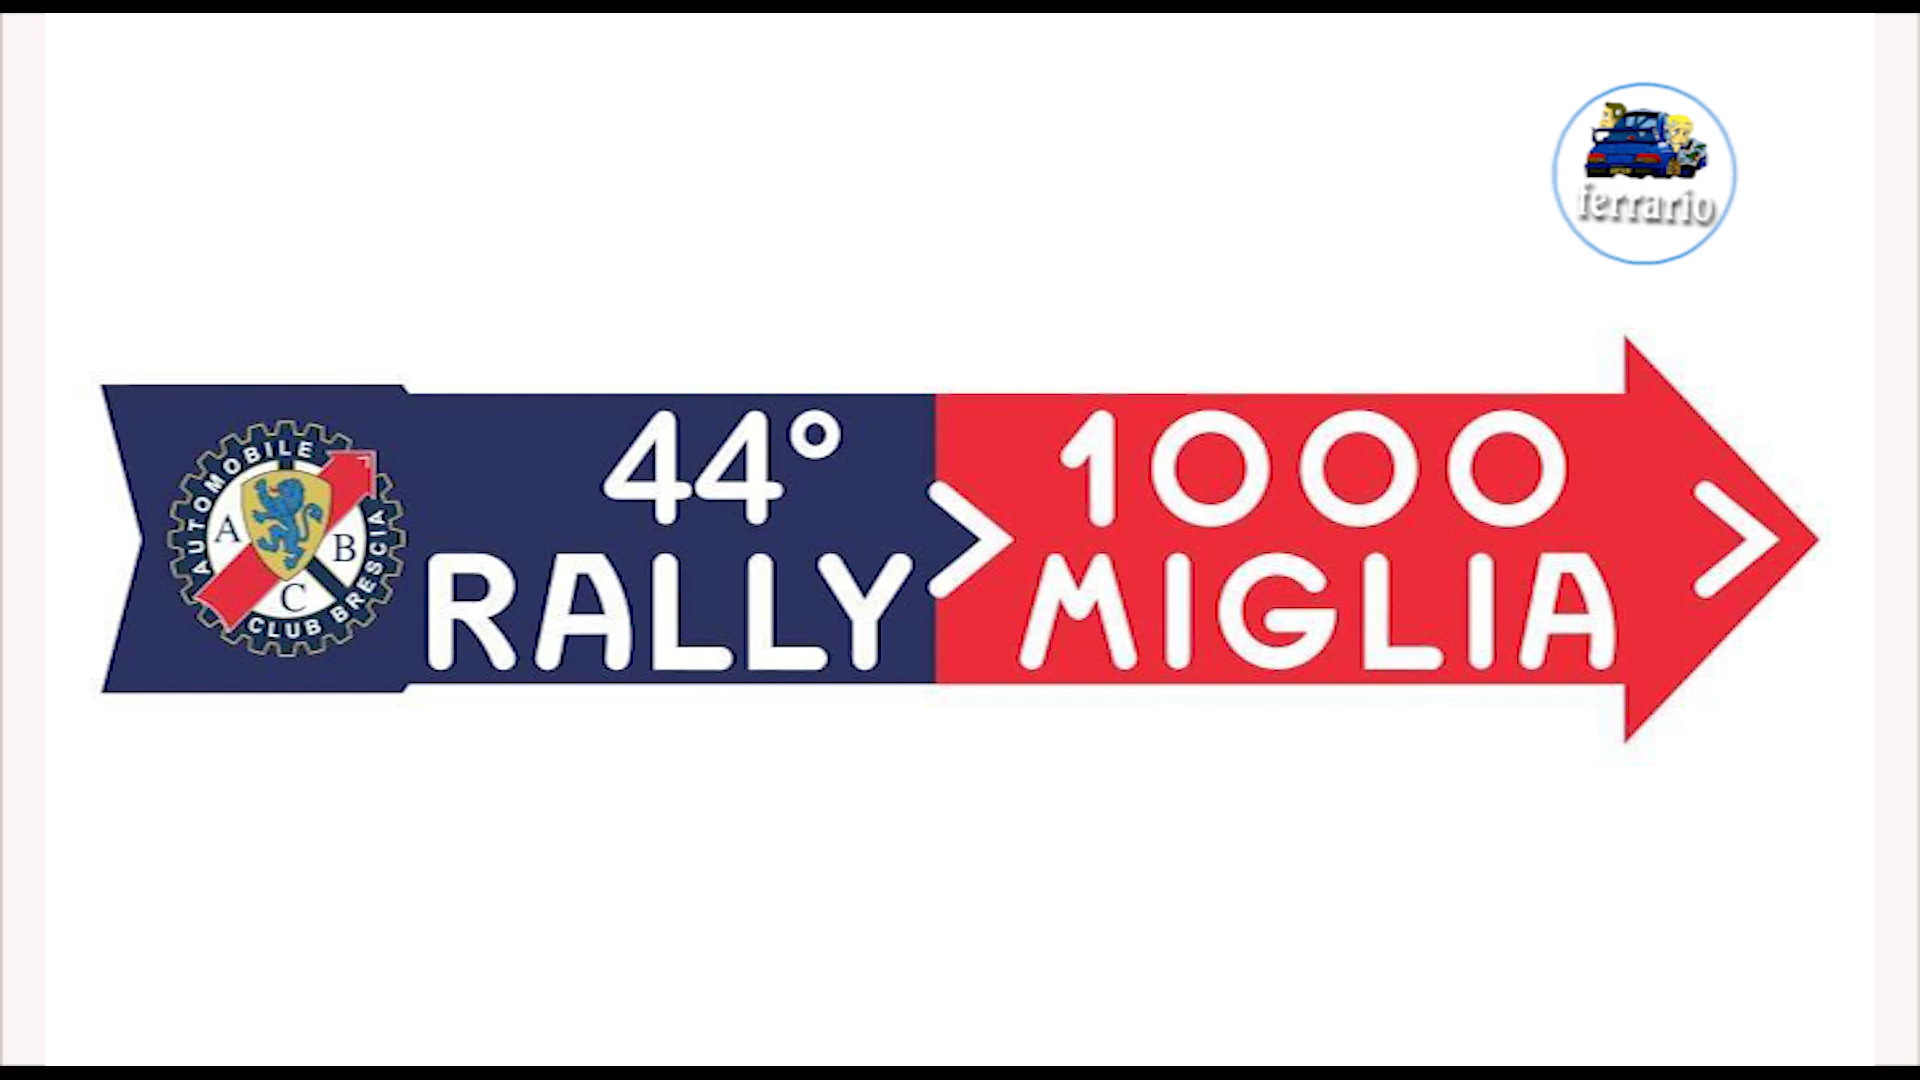 ferrario
44°
RALLY
1000
MIGLIA
AUTOMOBILE
CLUB BRESCIA
A
B
C